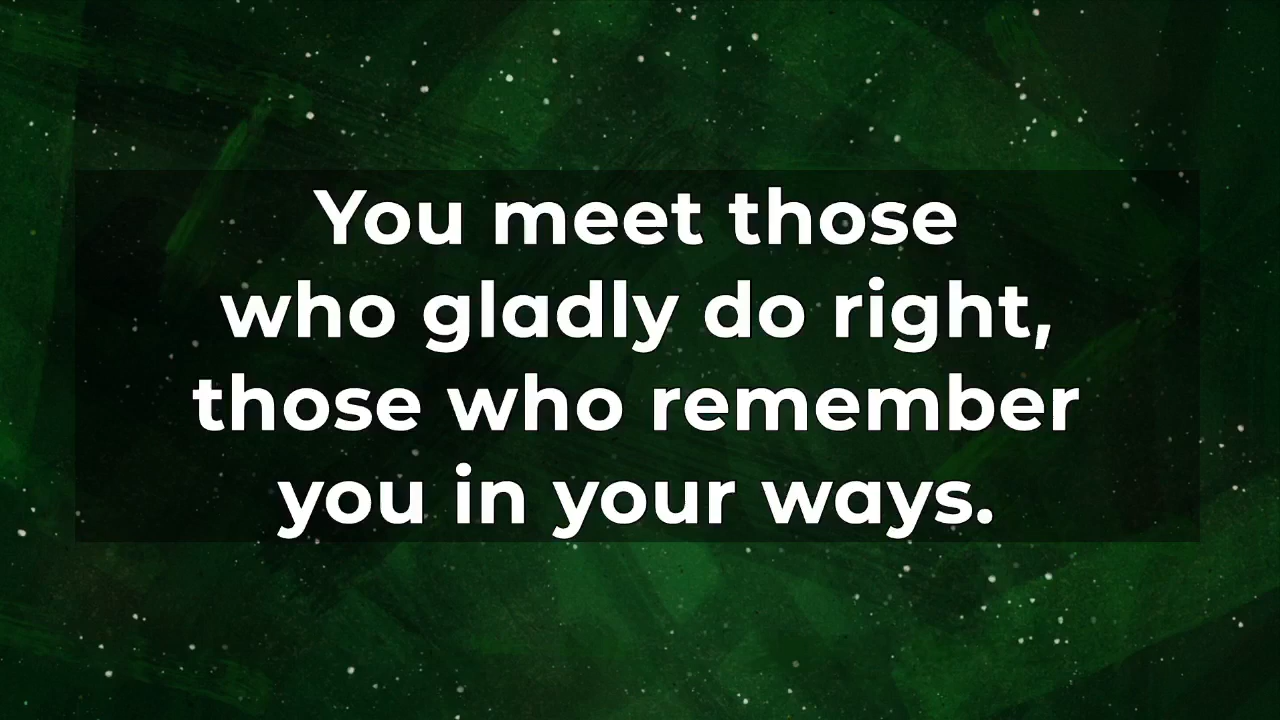 You meet those
who gladly do right,
those who remember
you in your ways.